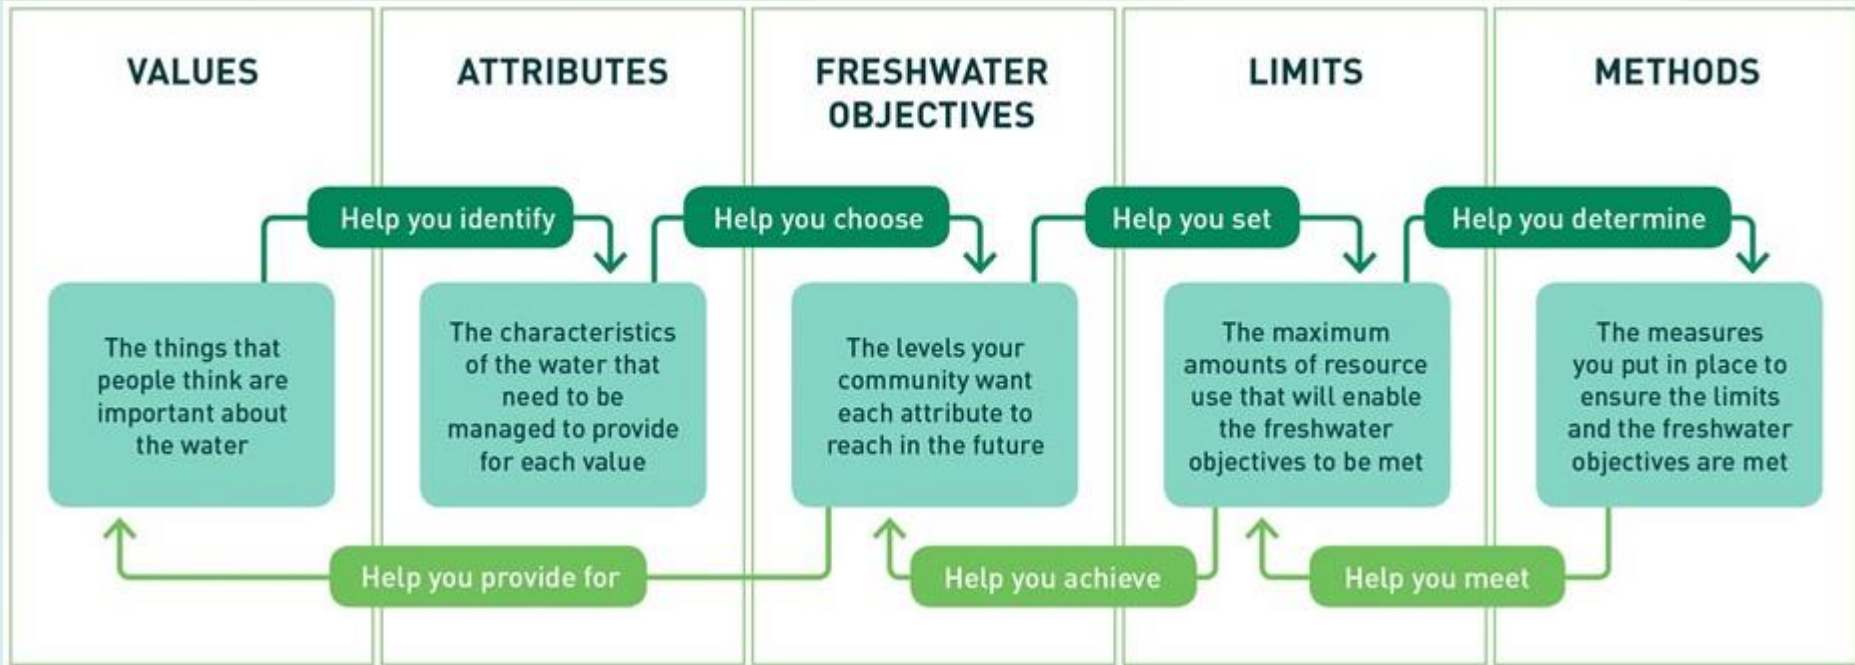 VALUES
ATTRIBUTES
FRESHWATER
OBJECTIVES
LIMITS
METHODS
Help you identify
Help you choose
Help you set
Help you determine
The things that
people think are
important about
the water
The characteristics
of the water that
need to be
managed to provide
for each value
The levels your
community want
each attribute to
reach in the future
The maximum
amounts of resource
use that will enable
the freshwater
objectives to be met
The measures
you put in place to
ensure the limits
and the freshwater
objectives are met
Help you provide for
Help you achieve
Help you meet